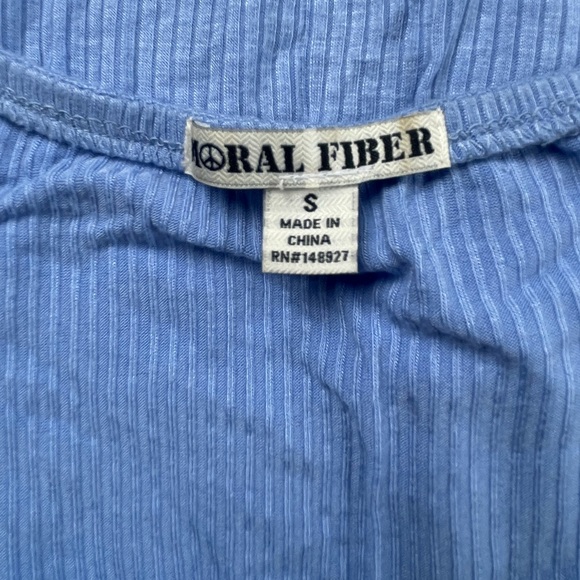 M☮RAL FIBER
S
MADE IN
CHINA
RN#148927